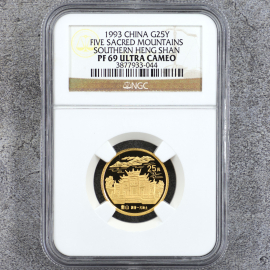 1993 CHINA G25Y
FIVE SACRED MOUNTAINS
SOUTHERN HENG SHAN
PF 69 ULTRA CAMEO
3877933-044
NGC
25元